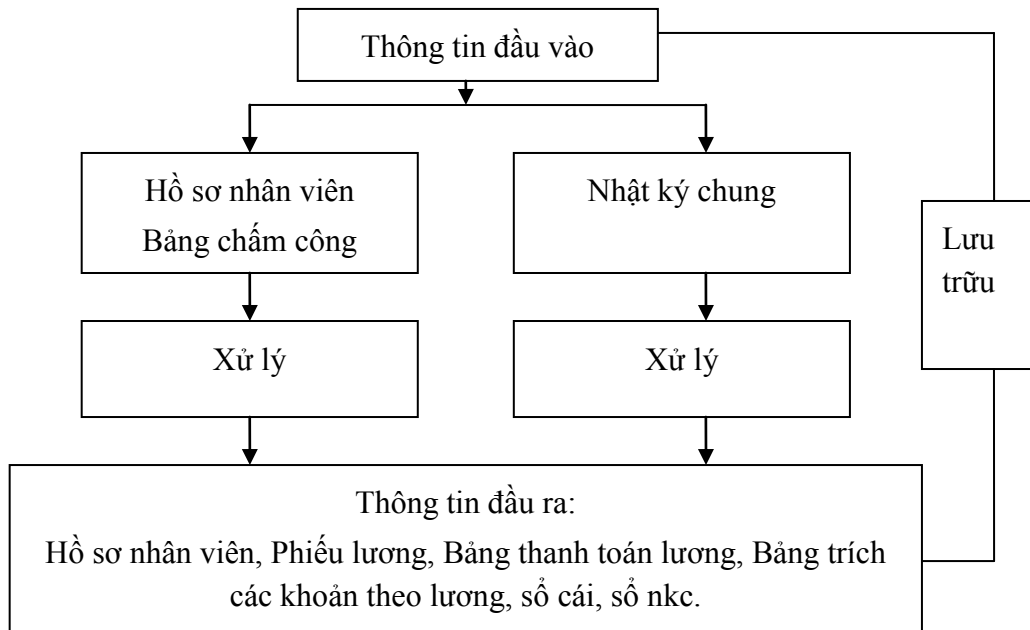 Thông tin đầu vào
Hồ sơ nhân viên
Bảng chấm công
Nhật ký chung
Lưu
trữu
Xử lý
Xử lý
Thông tin đầu ra:
Hồ sơ nhân viên, Phiếu lương, Bảng thanh toán lương, Bảng trích
các khoản theo lương, sổ cái, sổ nkc.